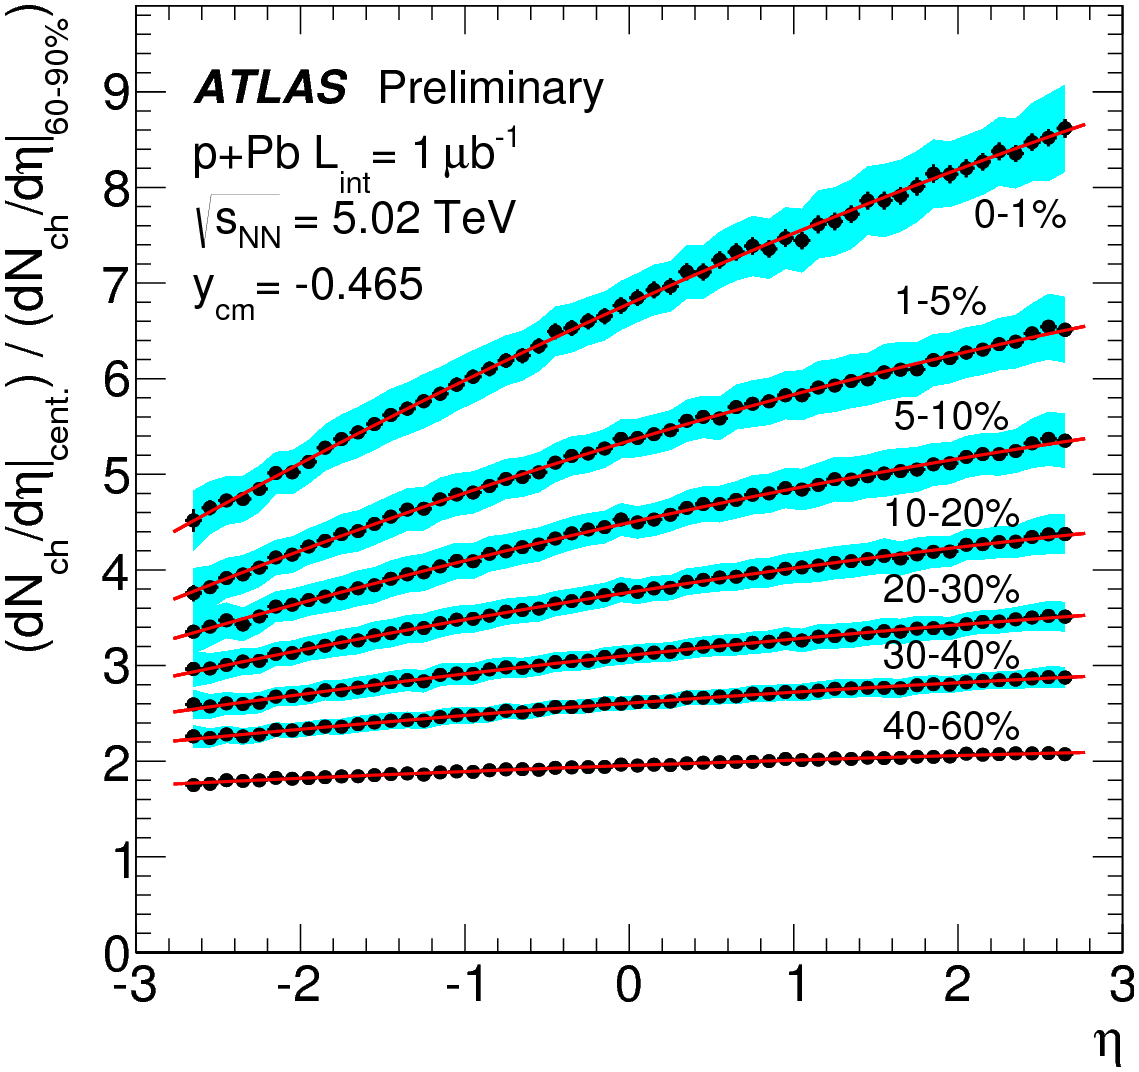 (dN_ch/dη|_cent.) / (dN_ch/dη|_60-90%)
ATLAS Preliminary
p+Pb L_int = 1 μb^-1
√s_NN = 5.02 TeV
y_cm = -0.465
0-1%
1-5%
5-10%
10-20%
20-30%
30-40%
40-60%
9
8
7
6
5
4
3
2
1
0
-3 -2 -1 0 1 2 3
η